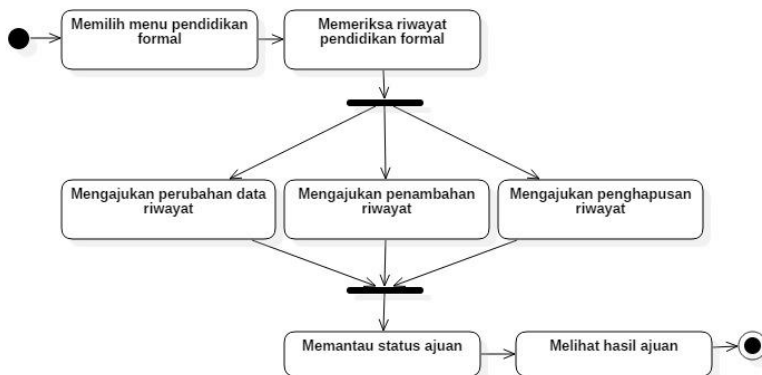 Memilih menu pendidikan
formal
Memeriksa riwayat
pendidikan formal
Mengajukan perubahan data
riwayat
Mengajukan penambahan
riwayat
Mengajukan penghapusan
riwayat
Memantau status ajuan
Melihat hasil ajuan